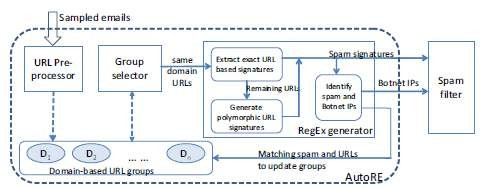 Sampled emails
URL Pre-
processor
Group
selector
same
domain
URLs
Extract exact URL
based signatures
Remaining URLs
Generate
polymorphic URL
signatures
Spam signatures
Identify
spam and
Botnet IPs
RegEx generator
Botnet IPs
Spam
filter
D1 D2 ... ... Dn
Domain-based URL groups
Matching spam and URLs
to update groups
AutoRE